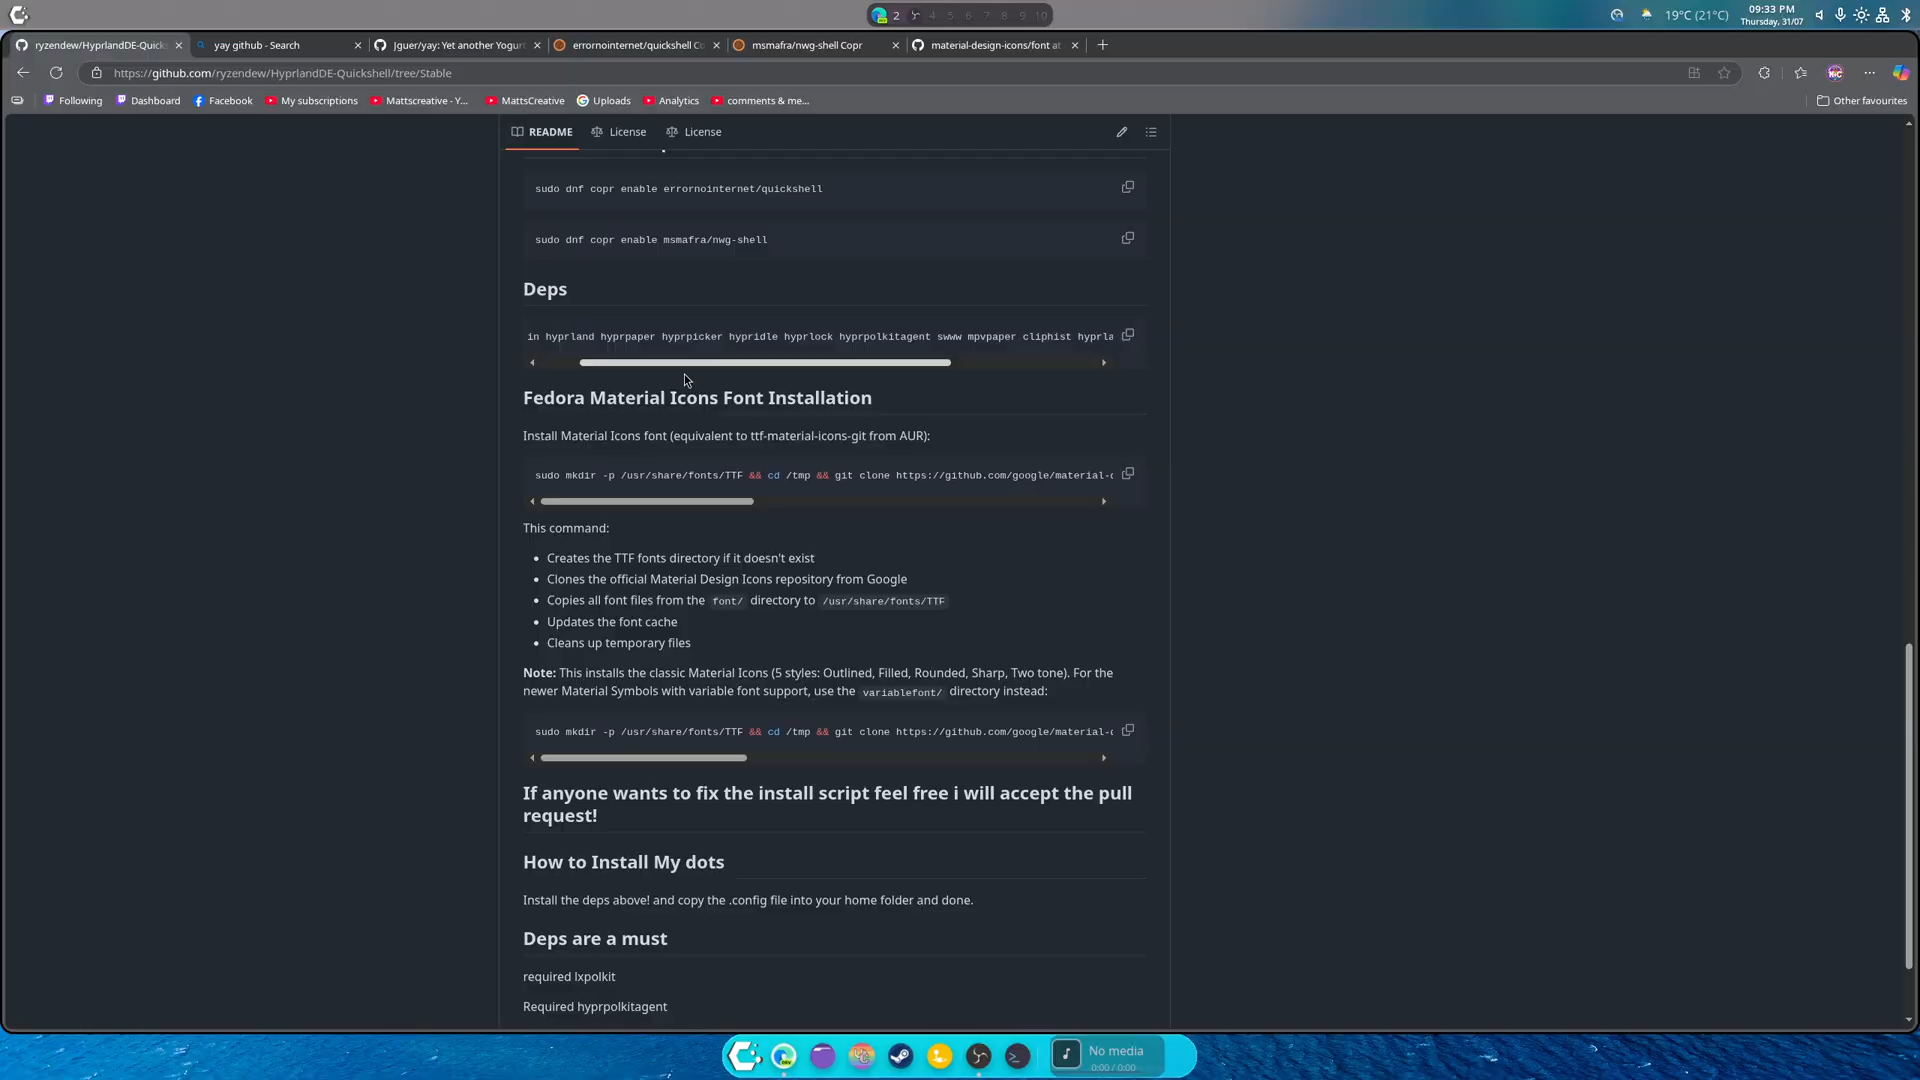 2 4 5 6 7 8 9 10
19°C (21°C)
09:33 PM
Thursday, 31/07
ryzendew/HyprlandDE-Quick
yay github - Search
Jguer/yay: Yet another Yogurt
errornointernet/quickshell Co
msmafra/nwg-shell Copr
material-design-icons/font at
https://github.com/ryzendew/HyprlandDE-Quickshell/tree/Stable
Following
Dashboard
Facebook
My subscriptions
Mattscreative - Y...
MattsCreative
Uploads
Analytics
comments & me...
Other favourites
README
License
License
sudo dnf copr enable errornointernet/quickshell
sudo dnf copr enable msmafra/nwg-shell
Deps
in hyprland hyprpaper hyprpicker hypridle hyprlock hyprpolkitagent swww mpvpaper cliphist hyprla
Fedora Material Icons Font Installation
Install Material Icons font (equivalent to ttf-material-icons-git from AUR):
sudo mkdir -p /usr/share/fonts/TTF && cd /tmp && git clone https://github.com/google/material-d
This command:
• Creates the TTF fonts directory if it doesn't exist
• Clones the official Material Design Icons repository from Google
• Copies all font files from the font/ directory to /usr/share/fonts/TTF
• Updates the font cache
• Cleans up temporary files
Note: This installs the classic Material Icons (5 styles: Outlined, Filled, Rounded, Sharp, Two tone). For the
newer Material Symbols with variable font support, use the variablefont/ directory instead:
sudo mkdir -p /usr/share/fonts/TTF && cd /tmp && git clone https://github.com/google/material-d
If anyone wants to fix the install script feel free i will accept the pull
request!
How to Install My dots
Install the deps above! and copy the .config file into your home folder and done.
Deps are a must
required lxpolkit
Required hyprpolkitagent
No media
0:00 / 0:00